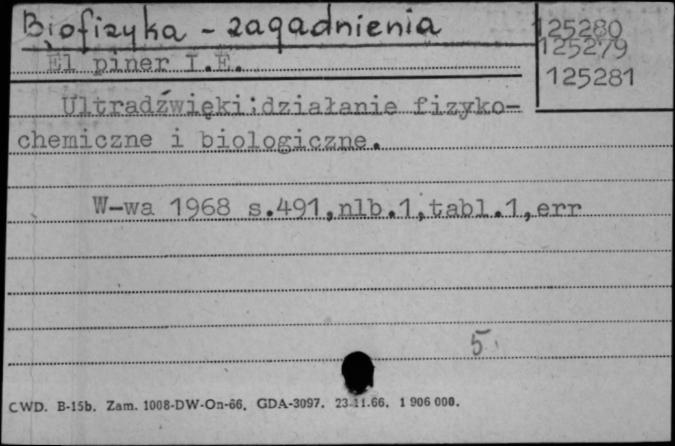 Biofizyka - zagadnienia
125280
125279
125281
El piner I.E.
Ultradźwięki:działanie fizyko-
chemiczne i biologiczne.
W-wa 1968 s.491,nlb.1,tabl.1,err
5.
CWD. B-15b. Zam. 1008-DW-On-66. GDA-3097. 23.11.66. 1 906 000.